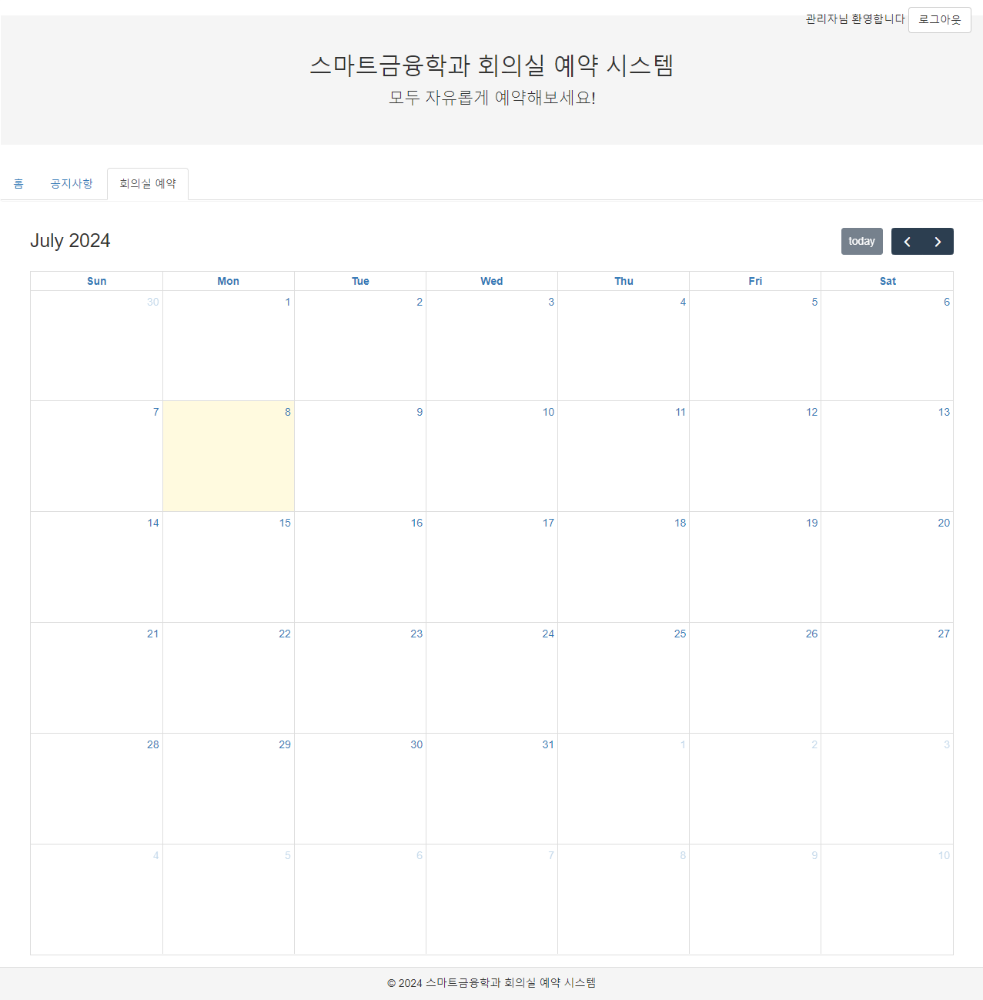 관리자님 환영합니다 로그아웃
스마트금융학과 회의실 예약 시스템
모두 자유롭게 예약해보세요!
홈 공지사항 회의실 예약
July 2024 today
Sun Mon Tue Wed Thu Fri Sat
30 1 2 3 4 5 6
7 8 9 10 11 12 13
14 15 16 17 18 19 20
21 22 23 24 25 26 27
28 29 30 31 1 2 3
4 5 6 7 8 9 10
© 2024 스마트금융학과 회의실 예약 시스템